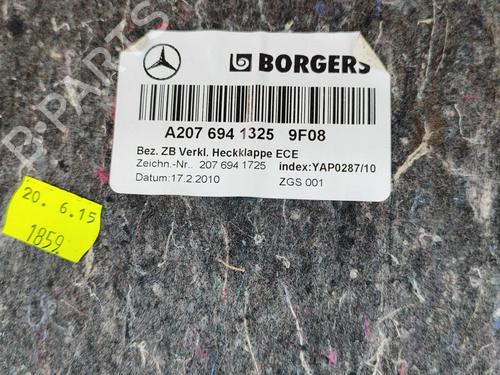 BORGERS
A207 694 1325 9F08
Bez. ZB Verkl. Heckklappe ECE
Zeichn.-Nr.. 207 694 1725 index:YAP0287/10
Datum:17.2.2010 ZGS 001
20. 6.15
1859
B-PARTS